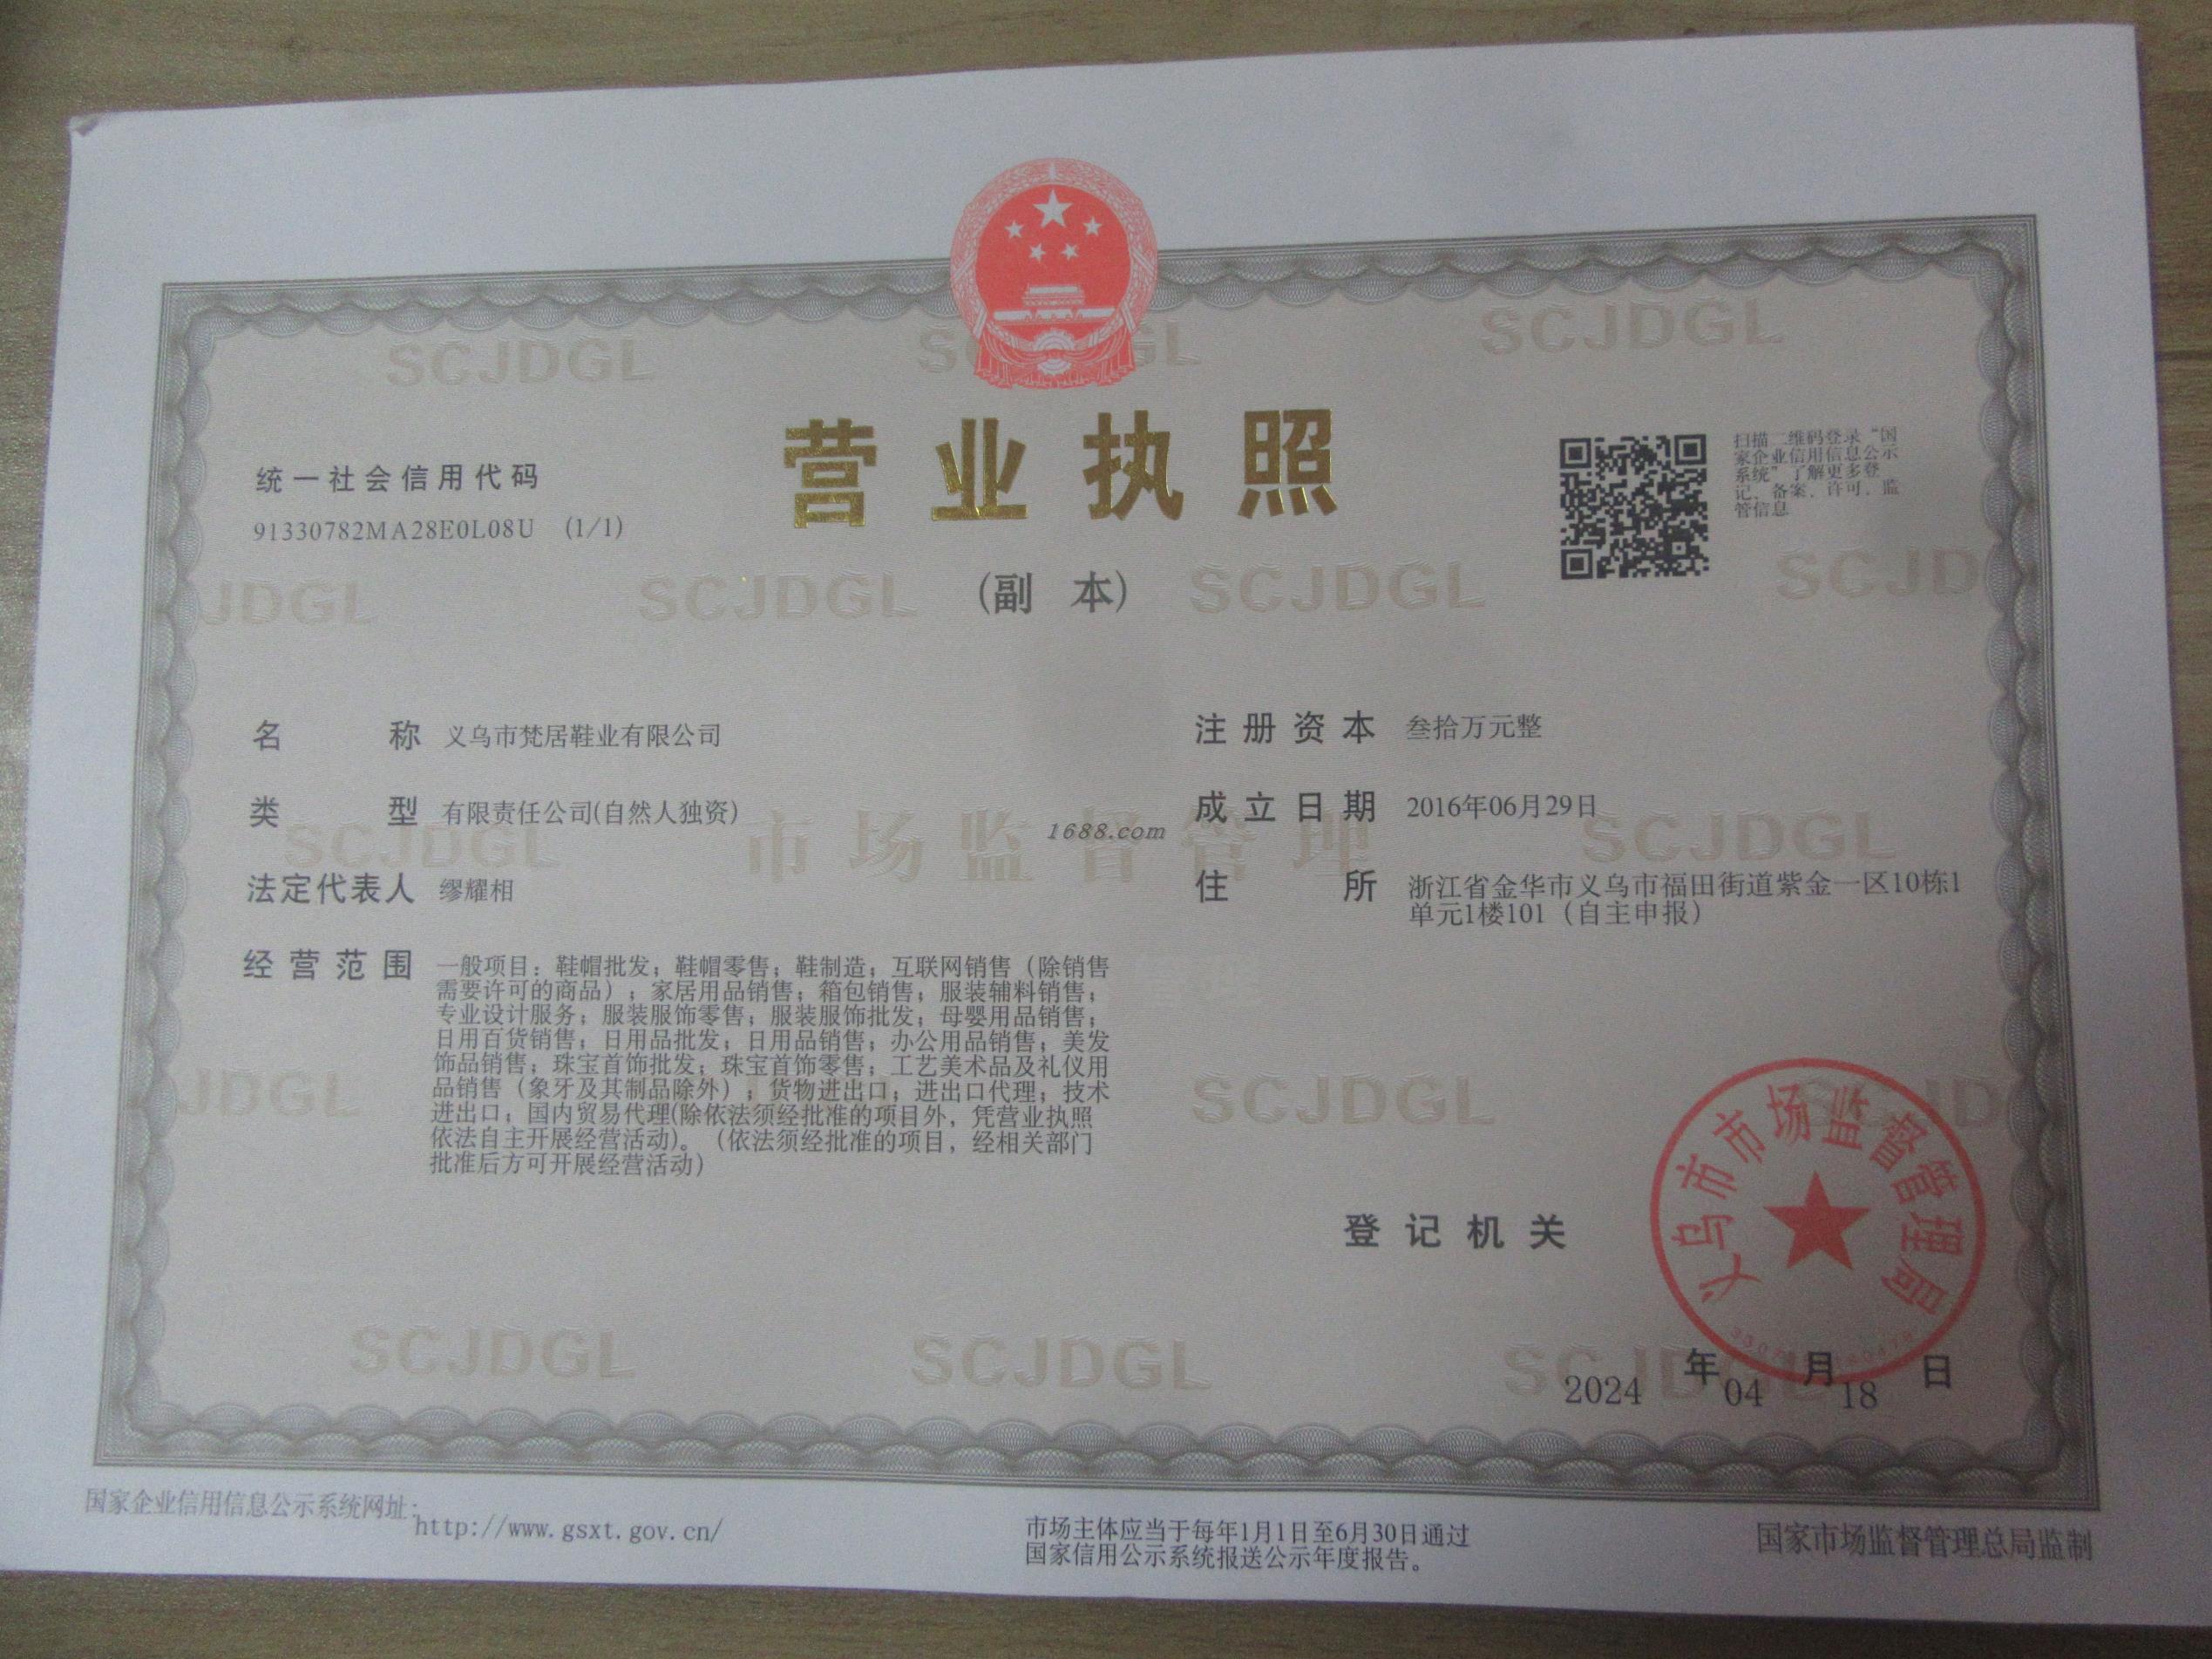 营业执照
(副 本)
统一社会信用代码
91330782MA28E0L08U (1/1)
扫描二维码登录“国
家企业信用信息公示
系统”了解更多登
记、备案、许可、监
管信息
名 称 义乌市梵居鞋业有限公司
类 型 有限责任公司(自然人独资)
法定代表人 缪耀相
经营范围 一般项目：鞋帽批发；鞋帽零售；鞋制造；互联网销售（除销售
需要许可的商品）；家居用品销售；箱包销售；服装辅料销售；
专业设计服务；服装服饰零售；服装服饰批发；母婴用品销售；
日用百货销售；日用品批发；日用品销售；办公用品销售；美发
饰品销售；珠宝首饰批发；珠宝首饰零售；工艺美术品及礼仪用
品销售（象牙及其制品除外）；货物进出口；进出口代理；技术
进出口；国内贸易代理(除依法须经批准的项目外，凭营业执照
依法自主开展经营活动)。（依法须经批准的项目，经相关部门
批准后方可开展经营活动）
注册资本 叁拾万元整
成立日期 2016年06月29日
住 所 浙江省金华市义乌市福田街道紫金一区10栋1
单元1楼101（自主申报）
1688.com
市场监督管理
SCJDGL
登记机关
义乌市市场监督管理局
2024年04月18日
国家企业信用信息公示系统网址：http://www.gsxt.gov.cn/
市场主体应当于每年1月1日至6月30日通过
国家信用公示系统报送公示年度报告。
国家市场监督管理总局监制